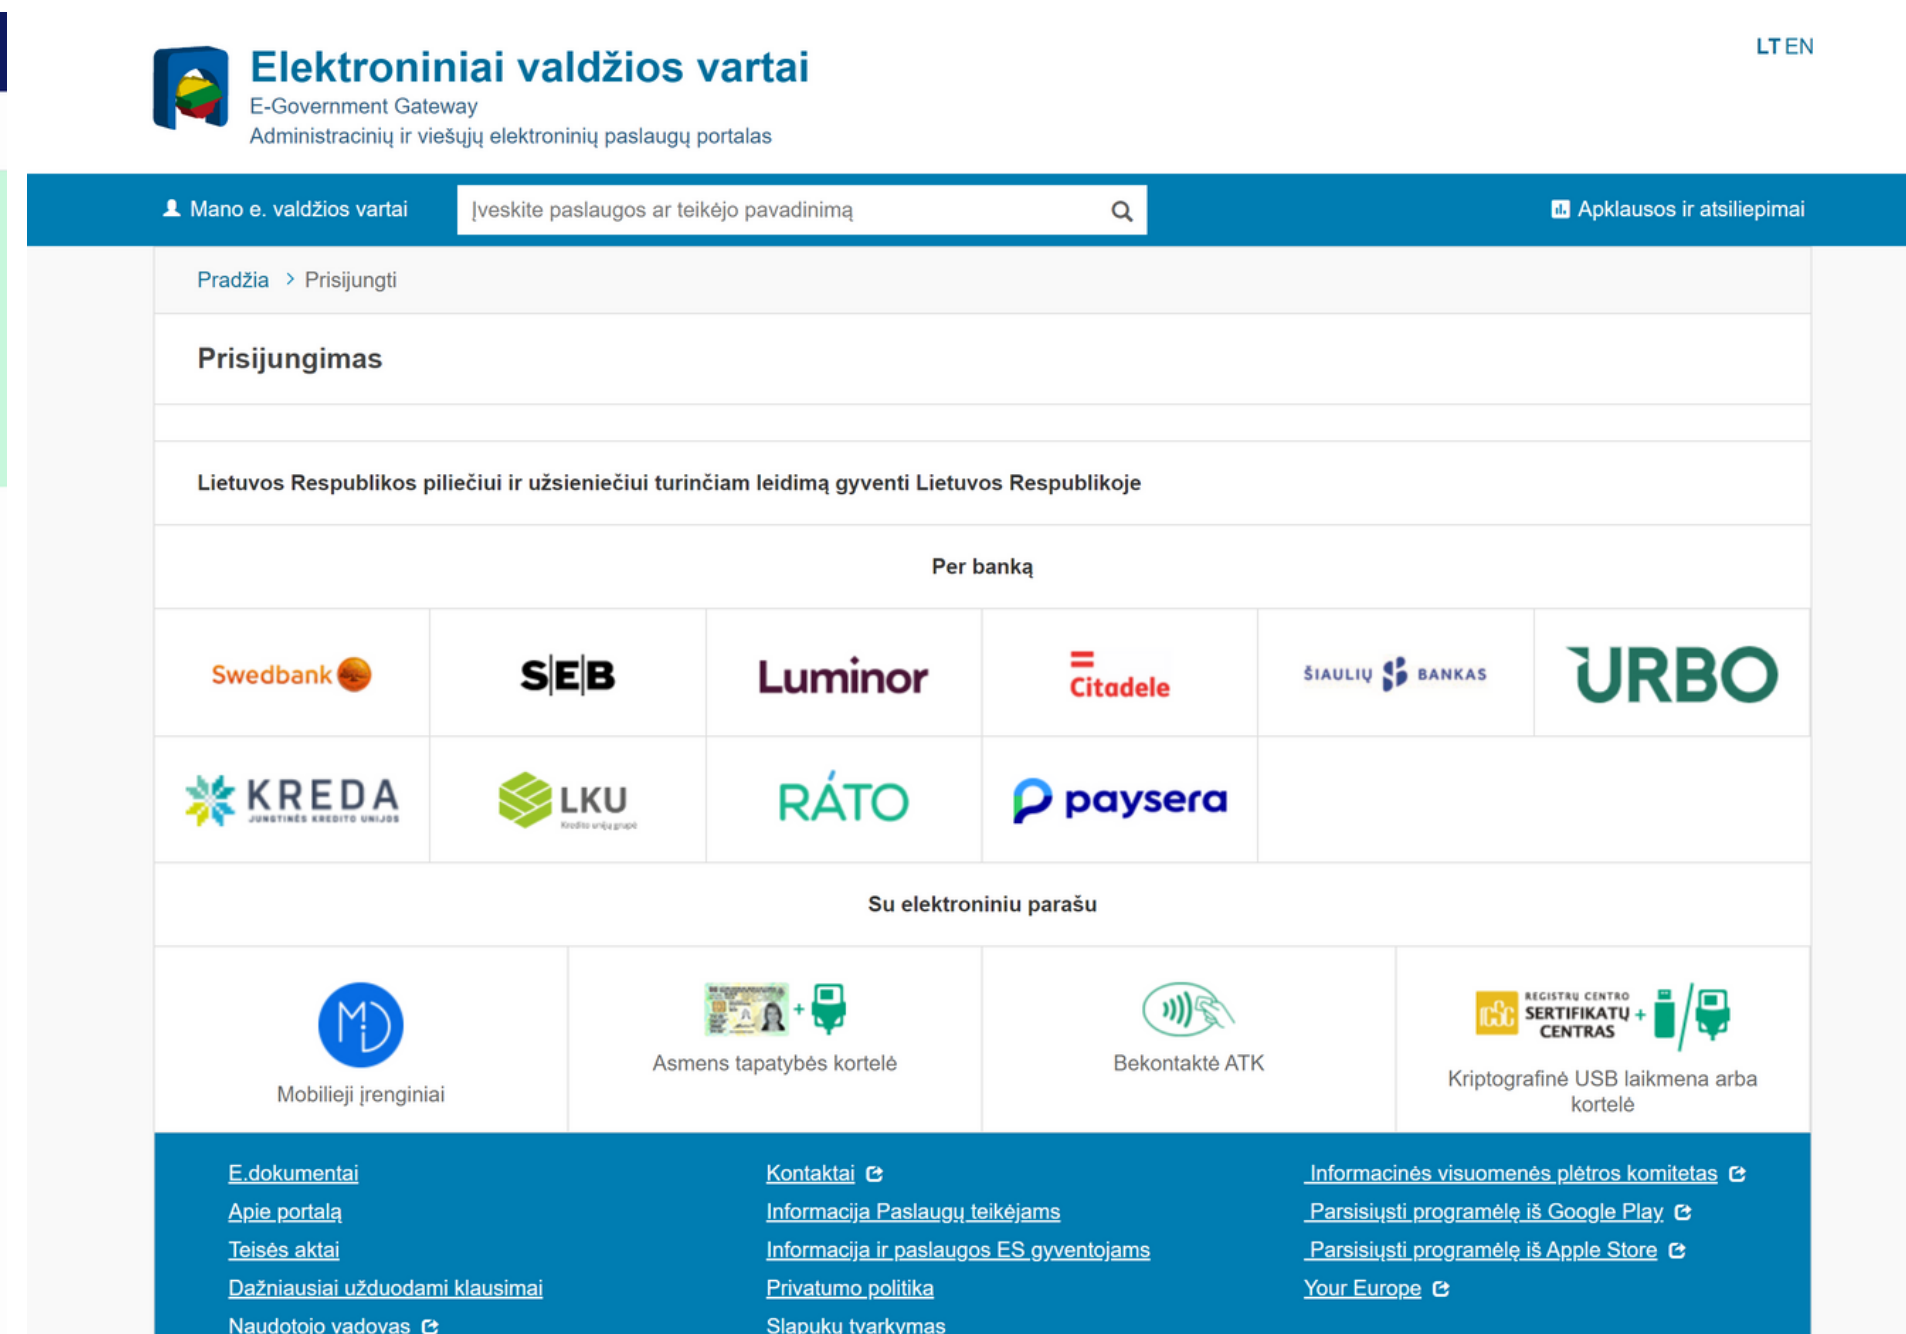 Elektroniniai valdžios vartai
E-Government Gateway
Administracinių ir viešųjų elektroninių paslaugų portalas
LT EN
Mano e. valdžios vartai
Įveskite paslaugos ar teikėjo pavadinimą
Apklausos ir atsiliepimai
Pradžia > Prisijungti
Prisijungimas
Lietuvos Respublikos piliečiui ir užsieniečiui turinčiam leidimą gyventi Lietuvos Respublikoje
Per banką
Swedbank
S|E|B
Luminor
Citadele
ŠIAULIŲ BANKAS
URBO
KREDA
JUNGTINĖS KREDITO UNIJOS
LKU
Kredito unijų grupė
RÁTO
paysera
Su elektroniniu parašu
Mobilieji įrenginiai
Asmens tapatybės kortelė
Bekontaktė ATK
REGISTRŲ CENTRO
SERTIFIKATŲ
CENTRAS
Kriptografinė USB laikmena arba
kortelė
E.dokumentai
Apie portalą
Teisės aktai
Dažniausiai užduodami klausimai
Naudotojo vadovas
Kontaktai
Informacija Paslaugų teikėjams
Informacija ir paslaugos ES gyventojams
Privatumo politika
Slapukų tvarkymas
Informacinės visuomenės plėtros komitetas
Parsisiųsti programėlę iš Google Play
Parsisiųsti programėlę iš Apple Store
Your Europe